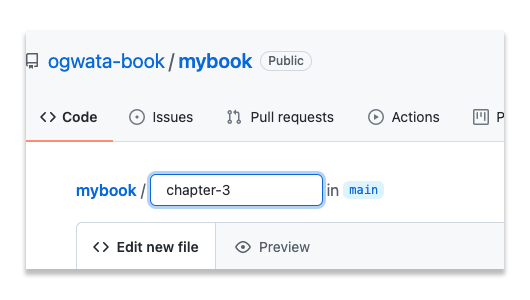 ogwata-book / mybook Public
Code Issues Pull requests Actions P
mybook / chapter-3 in main
Edit new file Preview